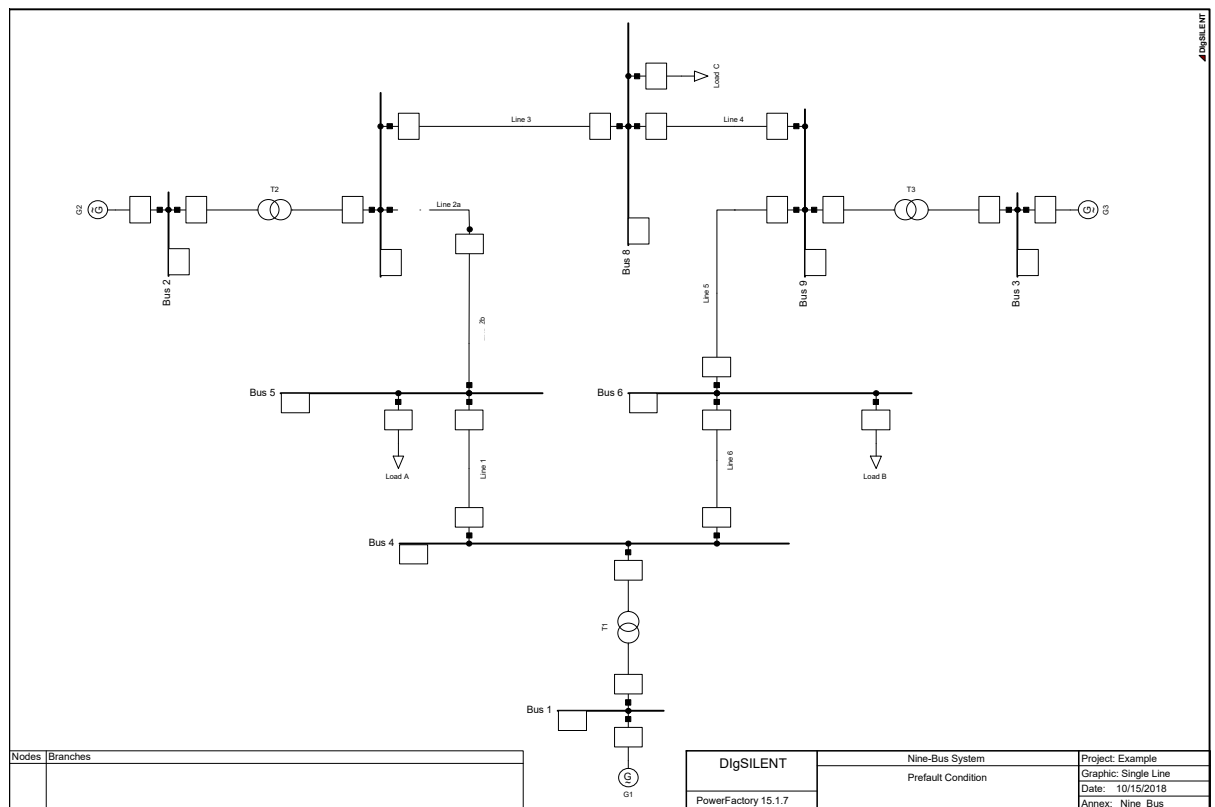 DIgSILENT
Load C
Line 3
Line 4
T2
T3
G2
Line 2a
G3
Bus 8
Bus 2
Line 5
Bus 9
Bus 3
2b
Bus 5
Bus 6
Load A
Line 1
Line 6
Load B
Bus 4
T1
Bus 1
G
G
G
G1
Nodes Branches
DIgSILENT
PowerFactory 15.1.7
Nine-Bus System
Prefault Condition
Project: Example
Graphic: Single Line
Date: 10/15/2018
Annex: Nine_Bus